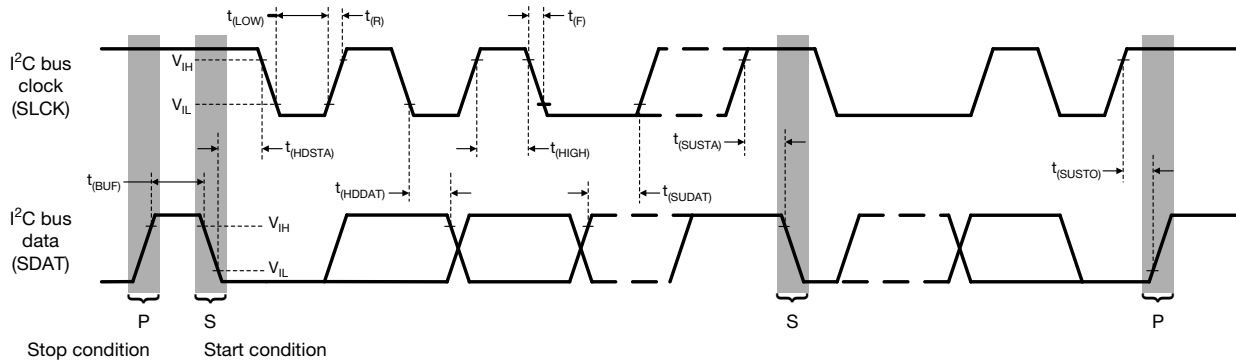 t(LOW)
t(R)
t(F)
I2C bus
clock
(SLCK)
VIH
VIL
t(HDSTA)
t(HIGH)
t(SUSTA)
t(SUSTO)
t(BUF)
t(HDDAT)
t(SUDAT)
I2C bus
data
(SDAT)
VIH
VIL
P
S
S
P
Stop condition
Start condition